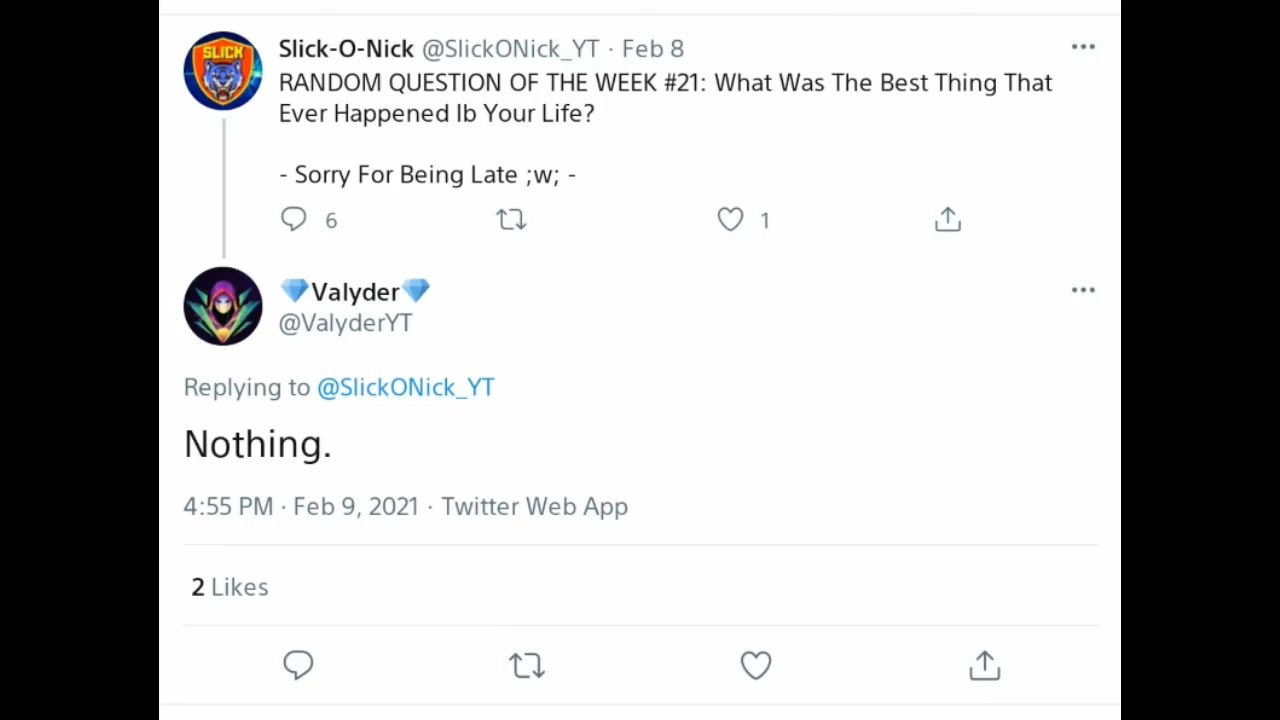 SLICK
Slick-O-Nick @SlickONick_YT · Feb 8
RANDOM QUESTION OF THE WEEK #21: What Was The Best Thing That
Ever Happened Ib Your Life?
- Sorry For Being Late ;w; -
6 1
💎Valyder💎
@ValyderYT
Replying to @SlickONick_YT
Nothing.
4:55 PM · Feb 9, 2021 · Twitter Web App
2 Likes